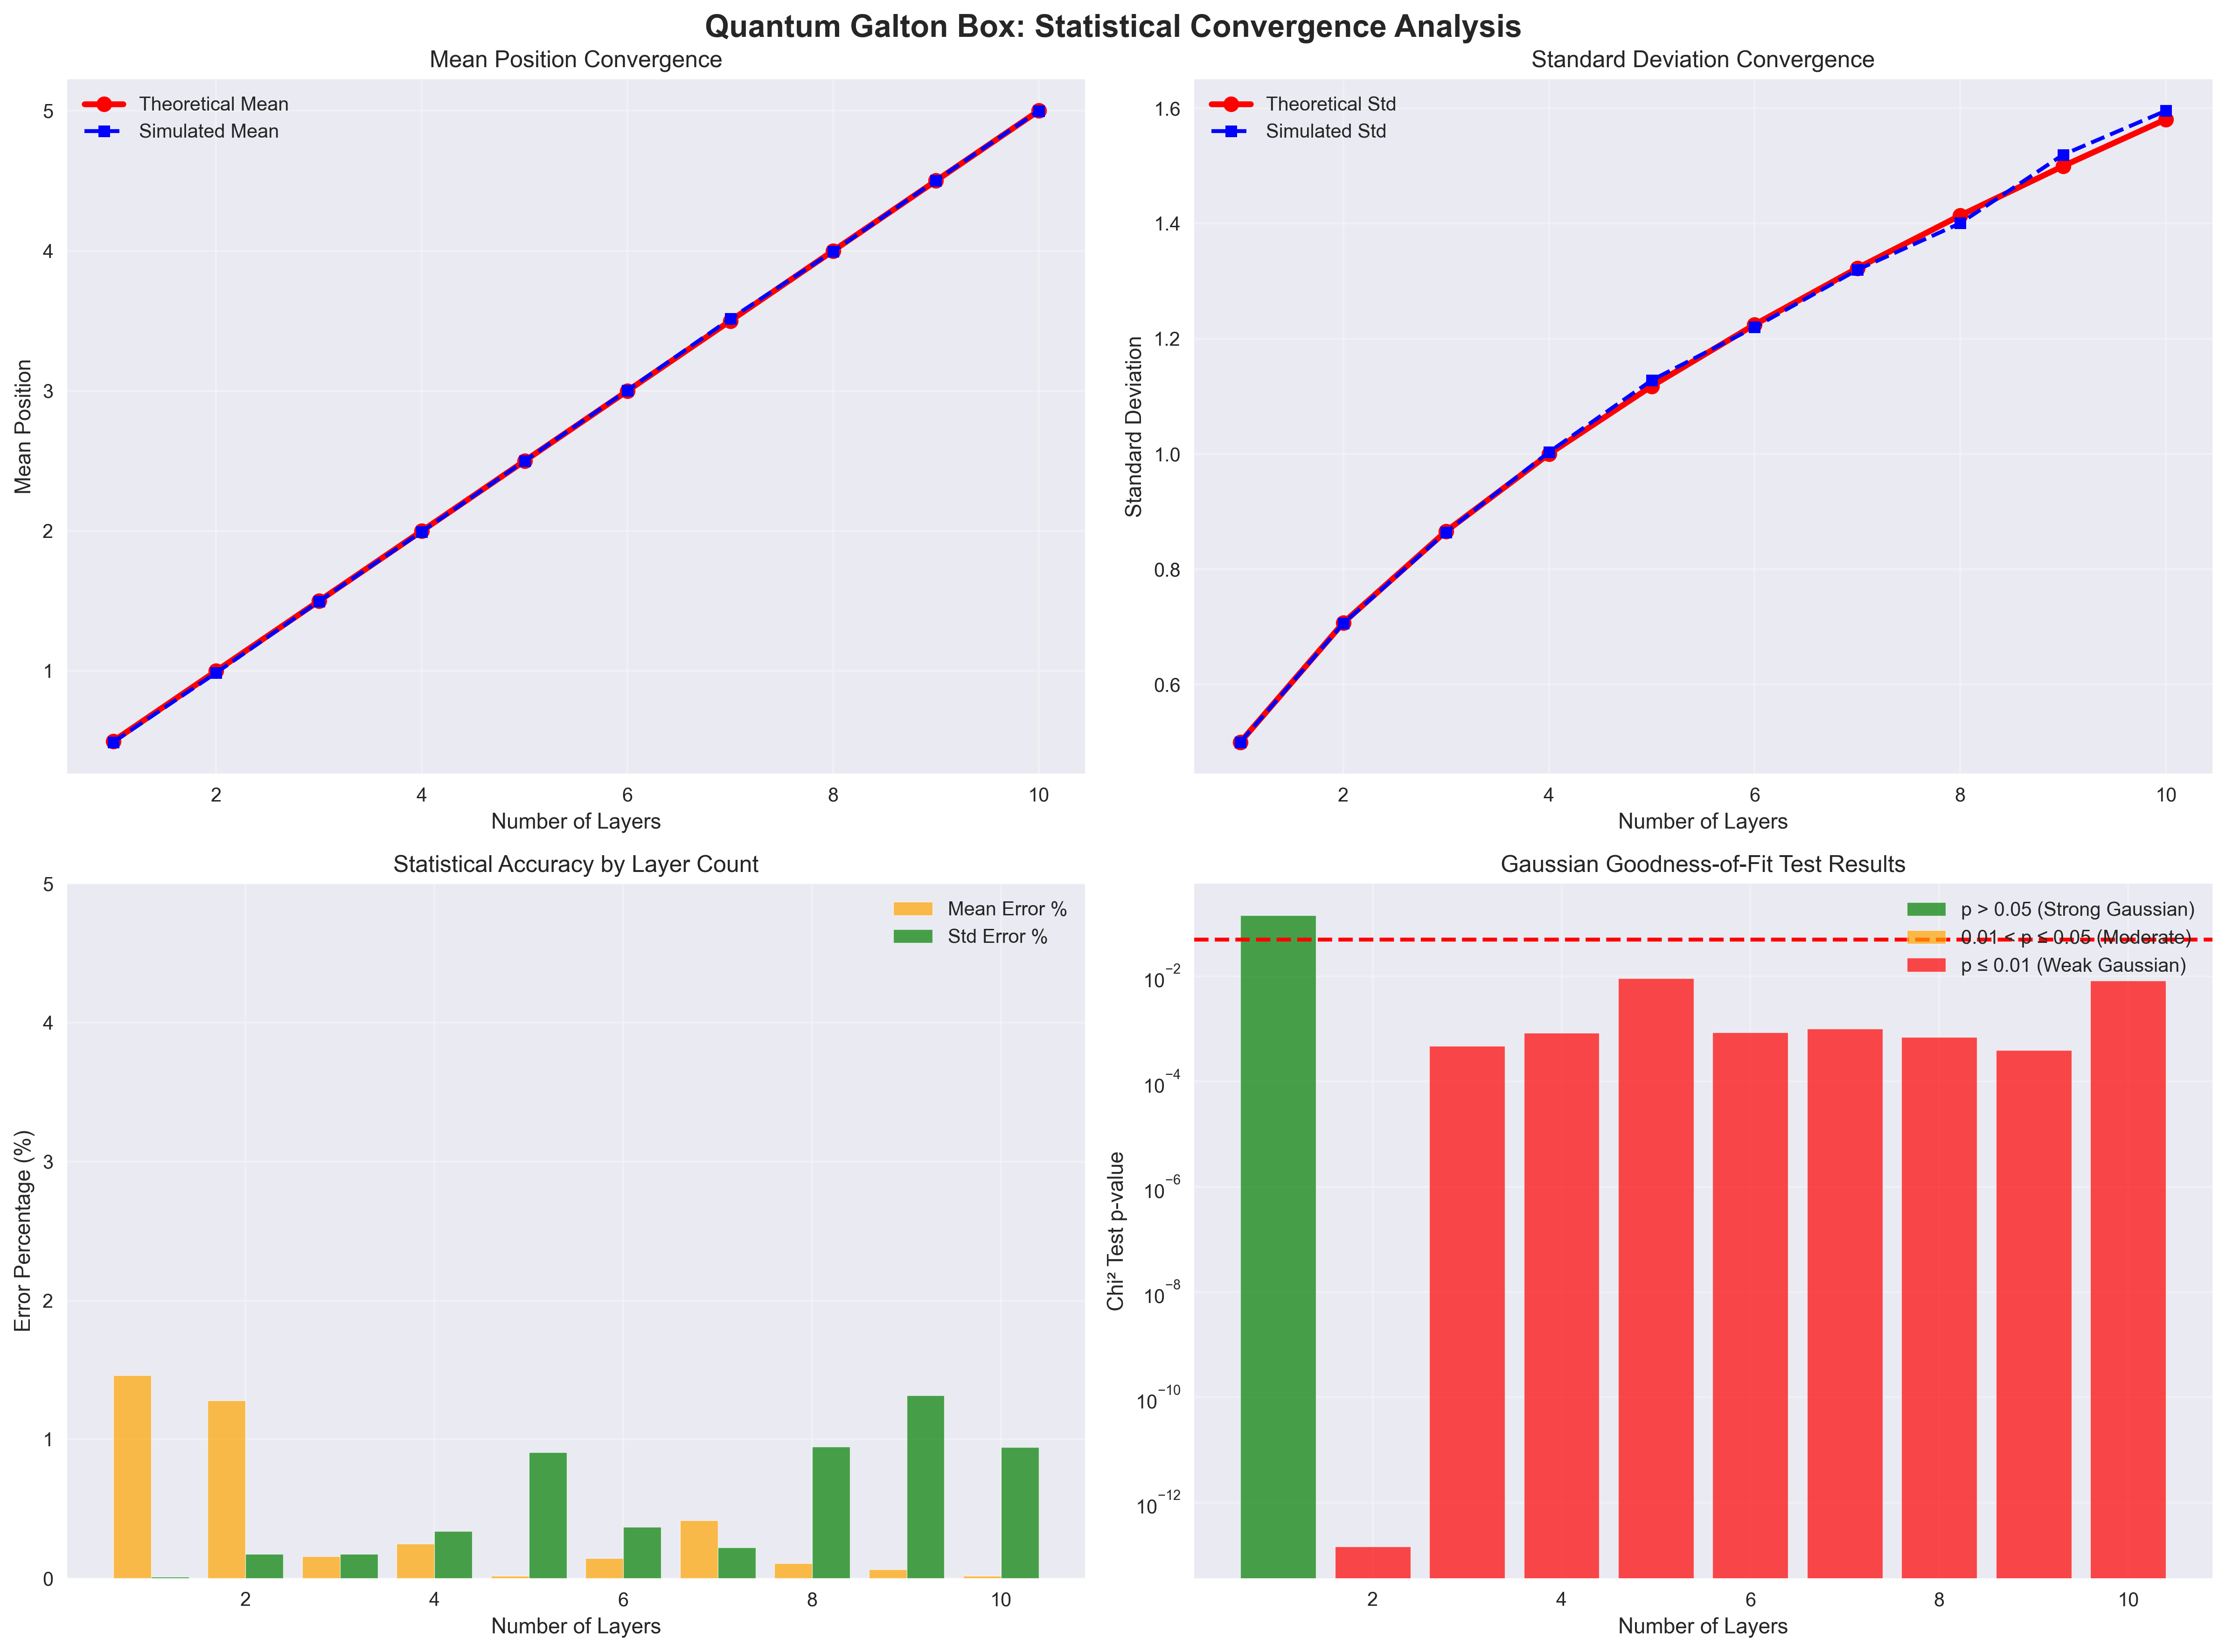 Quantum Galton Box: Statistical Convergence Analysis
Mean Position Convergence
Theoretical Mean
Simulated Mean
5
4
3
2
1
Mean Position
2 4 6 8 10
Number of Layers
Standard Deviation Convergence
Theoretical Std
Simulated Std
1.6
1.4
1.2
1.0
0.8
0.6
Standard Deviation
2 4 6 8 10
Number of Layers
Statistical Accuracy by Layer Count
Mean Error %
Std Error %
5
4
3
2
1
0
Error Percentage (%)
2 4 6 8 10
Number of Layers
Gaussian Goodness-of-Fit Test Results
p > 0.05 (Strong Gaussian)
0.01 < p ≤ 0.05 (Moderate)
p ≤ 0.01 (Weak Gaussian)
10⁻²
10⁻⁴
10⁻⁶
10⁻⁸
10⁻¹⁰
10⁻¹²
Chi² Test p-value
2 4 6 8 10
Number of Layers